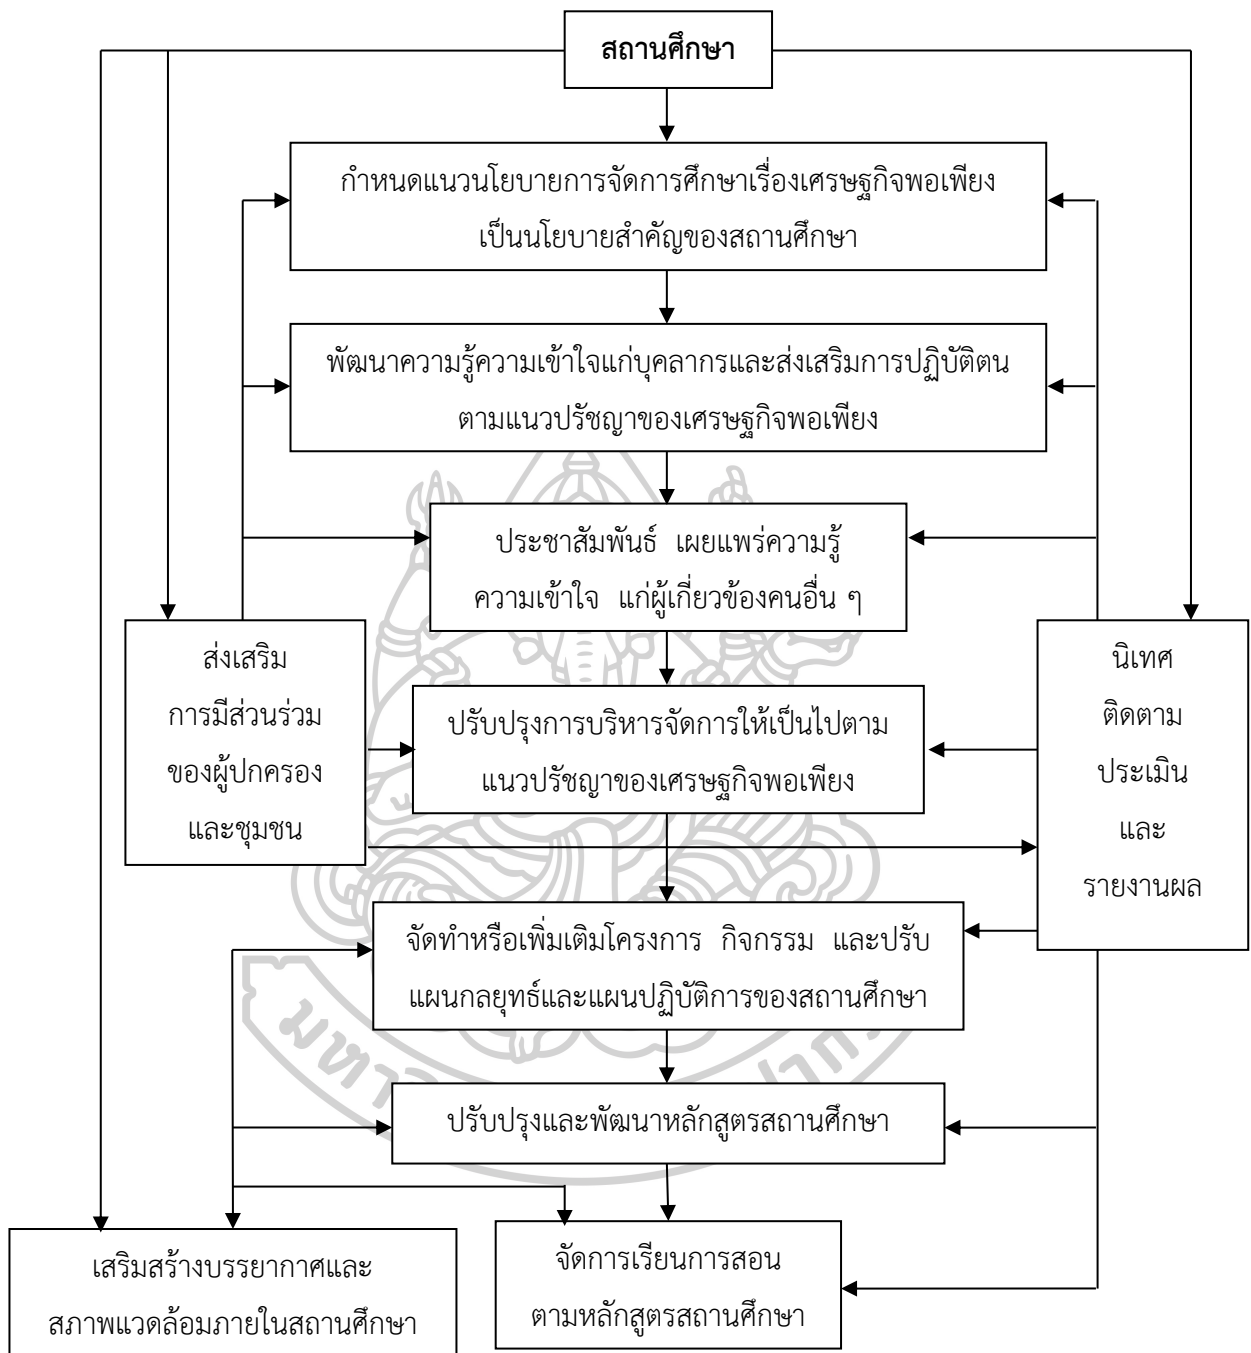 สถานศึกษา
กำหนดแนวนโยบายการจัดการศึกษาเรื่องเศรษฐกิจพอเพียง
เป็นนโยบายสำคัญของสถานศึกษา
พัฒนาความรู้ความเข้าใจแก่บุคลากรและส่งเสริมการปฏิบัติตน
ตามแนวปรัชญาของเศรษฐกิจพอเพียง
ประชาสัมพันธ์ เผยแพร่ความรู้
ความเข้าใจ แก่ผู้เกี่ยวข้องคนอื่น ๆ
ส่งเสริม
การมีส่วนร่วม
ของผู้ปกครอง
และชุมชน
ปรับปรุงการบริหารจัดการให้เป็นไปตาม
แนวปรัชญาของเศรษฐกิจพอเพียง
นิเทศ
ติดตาม
ประเมิน
และ
รายงานผล
จัดทำหรือเพิ่มเติมโครงการ กิจกรรม และปรับ
แผนกลยุทธ์และแผนปฏิบัติการของสถานศึกษา
ปรับปรุงและพัฒนาหลักสูตรสถานศึกษา
เสริมสร้างบรรยากาศและ
สภาพแวดล้อมภายในสถานศึกษา
จัดการเรียนการสอน
ตามหลักสูตรสถานศึกษา